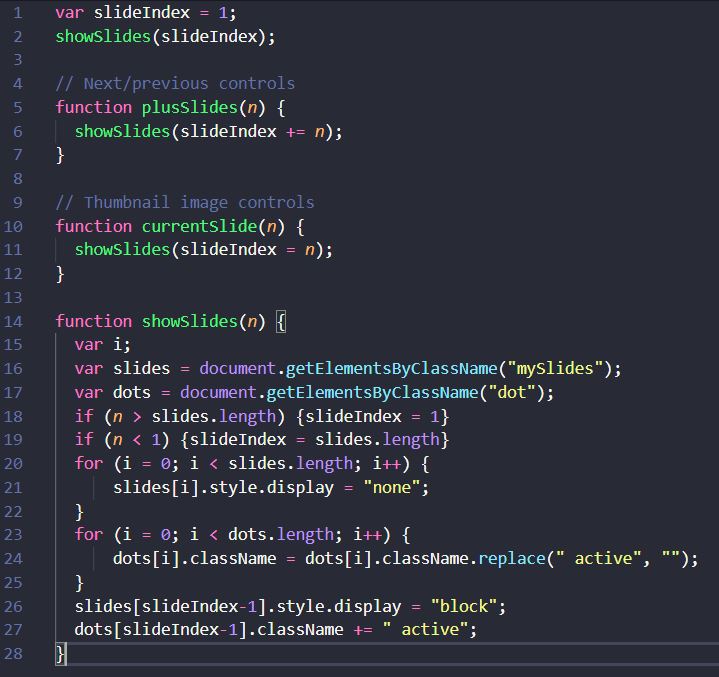 1 var slideIndex = 1;
2 showSlides(slideIndex);
3
4 // Next/previous controls
5 function plusSlides(n) {
6   showSlides(slideIndex += n);
7 }
8
9 // Thumbnail image controls
10 function currentSlide(n) {
11   showSlides(slideIndex = n);
12 }
13
14 function showSlides(n) {
15   var i;
16   var slides = document.getElementsByClassName("mySlides");
17   var dots = document.getElementsByClassName("dot");
18   if (n > slides.length) {slideIndex = 1}
19   if (n < 1) {slideIndex = slides.length}
20   for (i = 0; i < slides.length; i++) {
21       slides[i].style.display = "none";
22   }
23   for (i = 0; i < dots.length; i++) {
24       dots[i].className = dots[i].className.replace(" active", "");
25   }
26   slides[slideIndex-1].style.display = "block";
27   dots[slideIndex-1].className += " active";
28 }